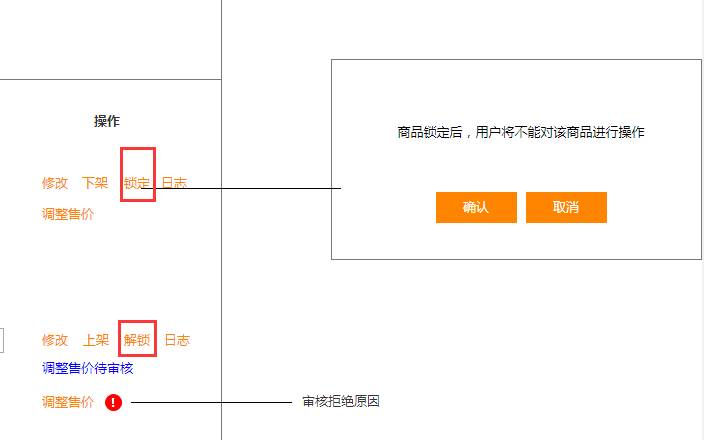 操作
商品锁定后，用户将不能对该商品进行操作
修改 下架 锁定 日志
确认 取消
调整售价
修改 上架 解锁 日志
调整售价待审核
调整售价 ! 审核拒绝原因